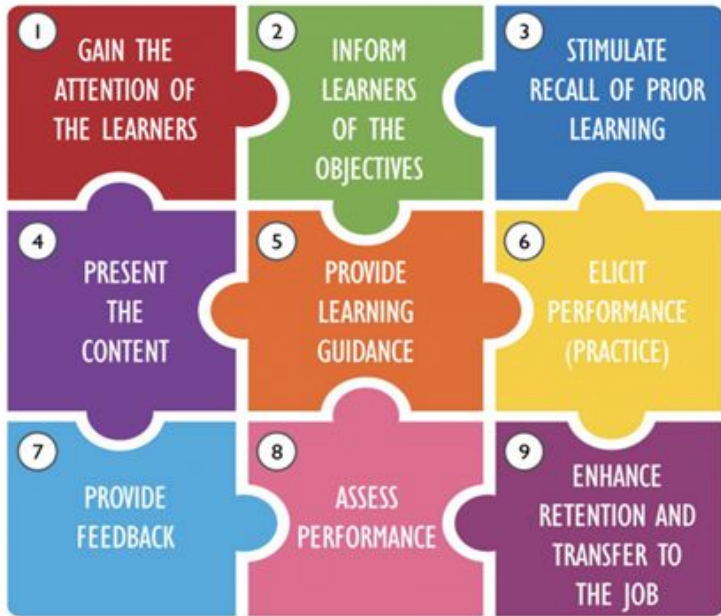 1
GAIN THE
ATTENTION OF
THE LEARNERS
2
INFORM
LEARNERS
OF THE
OBJECTIVES
3
STIMULATE
RECALL OF PRIOR
LEARNING
4
PRESENT
THE
CONTENT
5
PROVIDE
LEARNING
GUIDANCE
6
ELICIT
PERFORMANCE
(PRACTICE)
7
PROVIDE
FEEDBACK
8
ASSESS
PERFORMANCE
9
ENHANCE
RETENTION AND
TRANSFER TO
THE JOB